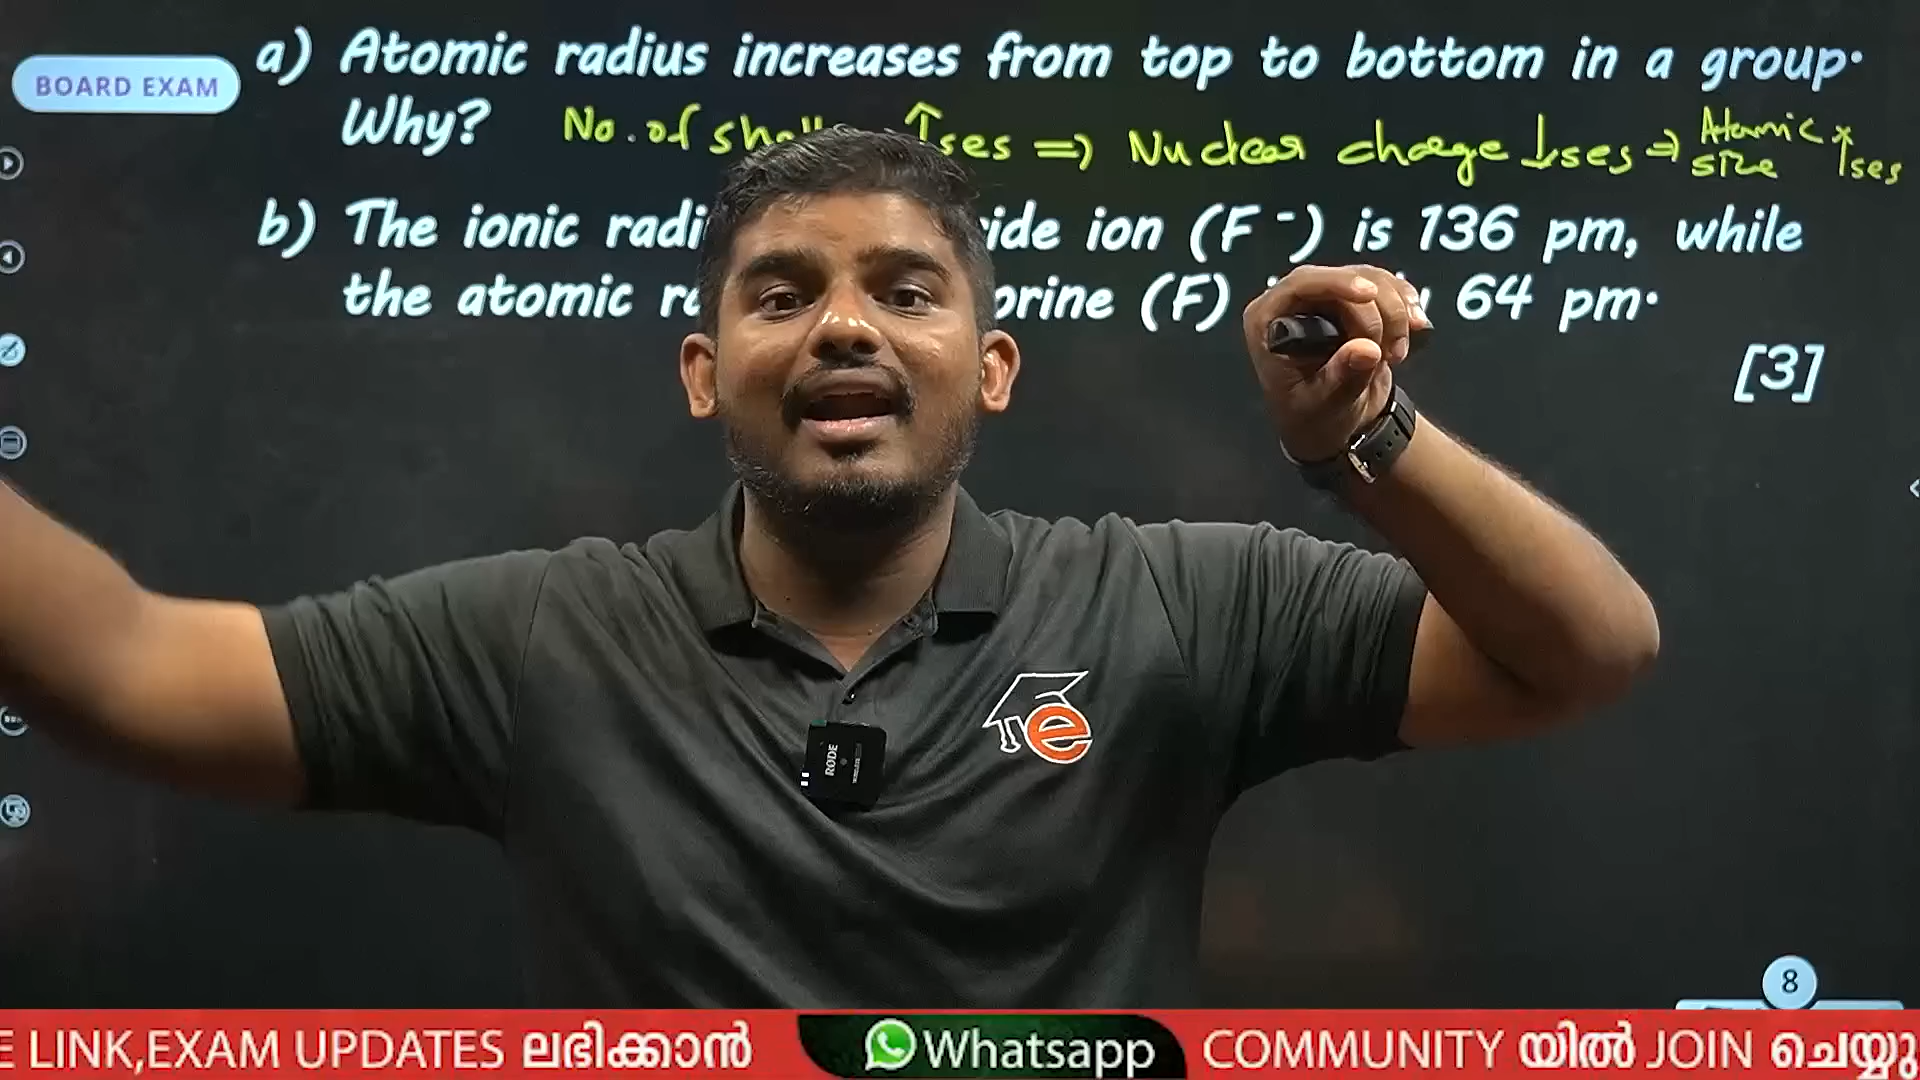 BOARD EXAM
a) Atomic radius increases from top to bottom in a group.
Why? No. of ↑ses ⇒ Nuclear charge ↓ses ⇒ Atomic size ↑ses
b) The ionic ide ion (F⁻) is 136 pm, while
the atomic orine (F) 64 pm.
[3]
RODE
e
8
E LINK,EXAM UPDATES ലഭിക്കാൻ Whatsapp COMMUNITY യിൽ JOIN ചെയ്യു